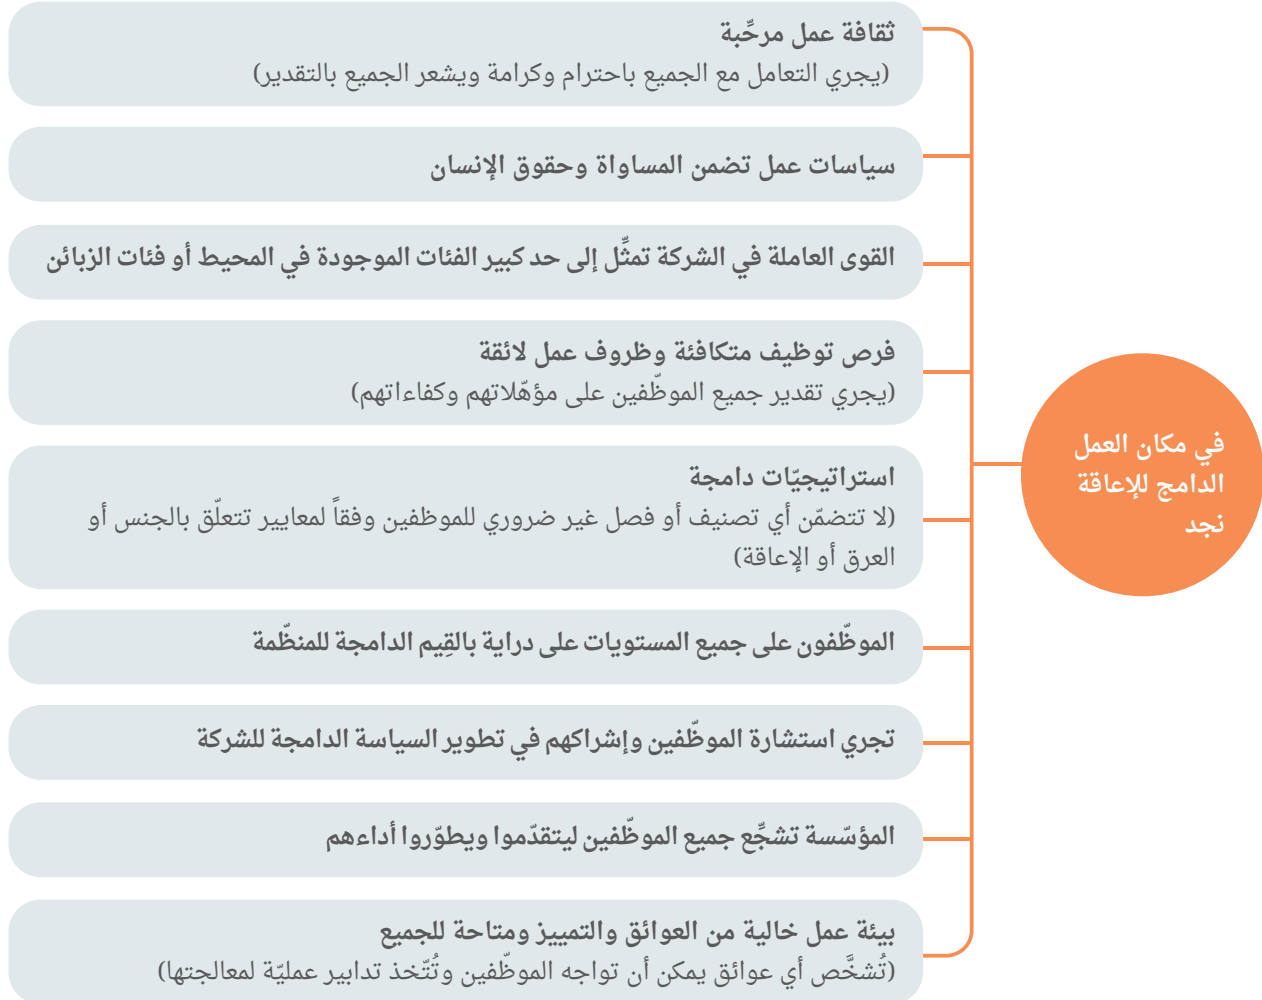 في مكان العمل
الدامج للإعاقة
نجد
ثقافة عمل مرحِّبة
(يجري التعامل مع الجميع باحترام وكرامة ويشعر الجميع بالتقدير)
سياسات عمل تضمن المساواة وحقوق الإنسان
القوى العاملة في الشركة تمثِّل إلى حد كبير الفئات الموجودة في المحيط أو فئات الزبائن
فرص توظيف متكافئة وظروف عمل لائقة
(يجري تقدير جميع الموظّفين على مؤهّلاتهم وكفاءاتهم)
استراتيجيّات دامجة
(لا تتضمّن أي تصنيف أو فصل غير ضروري للموظفين وفقاً لمعايير تتعلّق بالجنس أو
العرق أو الإعاقة)
الموظّفون على جميع المستويات على دراية بالقِيم الدامجة للمنظّمة
تجري استشارة الموظّفين وإشراكهم في تطوير السياسة الدامجة للشركة
المؤسّسة تشجِّع جميع الموظّفين ليتقدّموا ويطوّروا أداءهم
بيئة عمل خالية من العوائق والتمييز ومتاحة للجميع
(تُشخَّص أي عوائق يمكن أن تواجه الموظّفين وتُتّخذ تدابير عمليّة لمعالجتها)